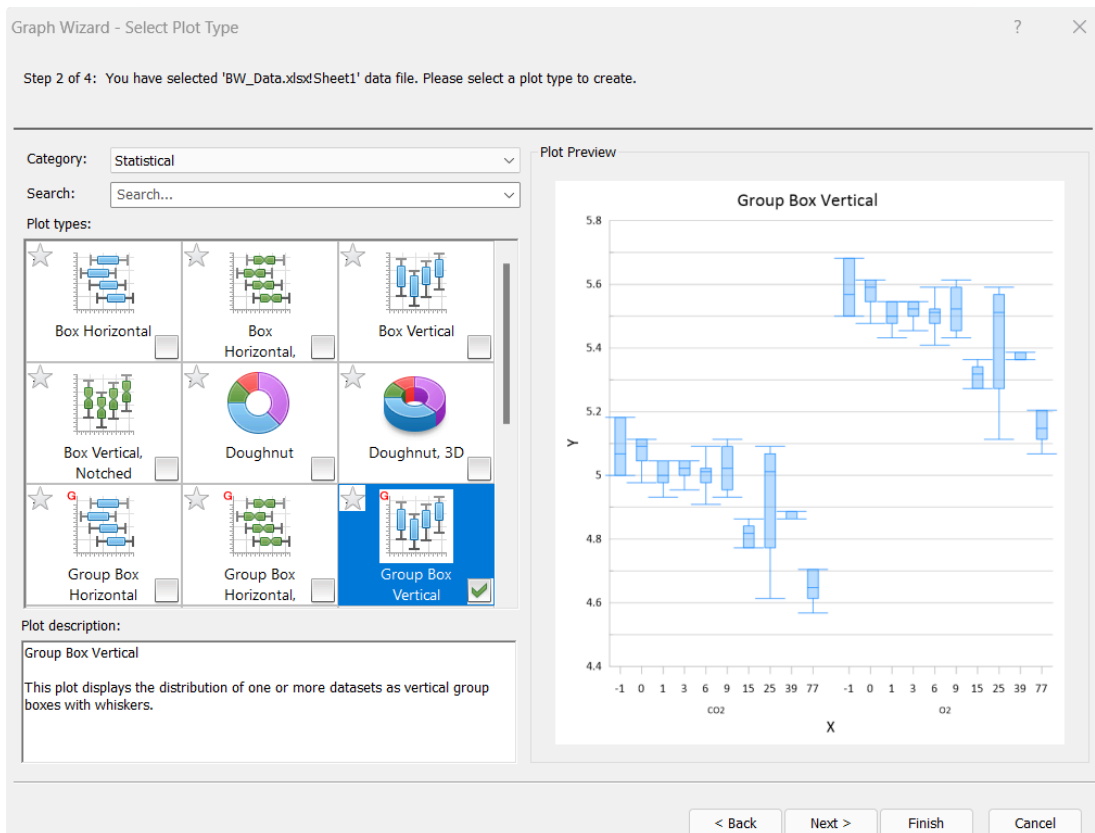 Graph Wizard - Select Plot Type
?
Step 2 of 4: You have selected 'BW_Data.xlsx!Sheet1' data file. Please select a plot type to create.
Category:
Statistical
Search:
Search...
Plot types:
Box Horizontal
Box
Horizontal,
Box Vertical
Box Vertical,
Notched
Doughnut
Doughnut, 3D
G
Group Box
Horizontal
G
Group Box
Horizontal,
G
Group Box
Vertical
Plot description:
Group Box Vertical
This plot displays the distribution of one or more datasets as vertical group
boxes with whiskers.
Plot Preview
Group Box Vertical
5.8
5.6
5.4
5.2
5
4.8
4.6
4.4
Y
-1 0 1 3 6 9 15 25 39 77 -1 0 1 3 6 9 15 25 39 77
CO2 O2
X
< Back
Next >
Finish
Cancel